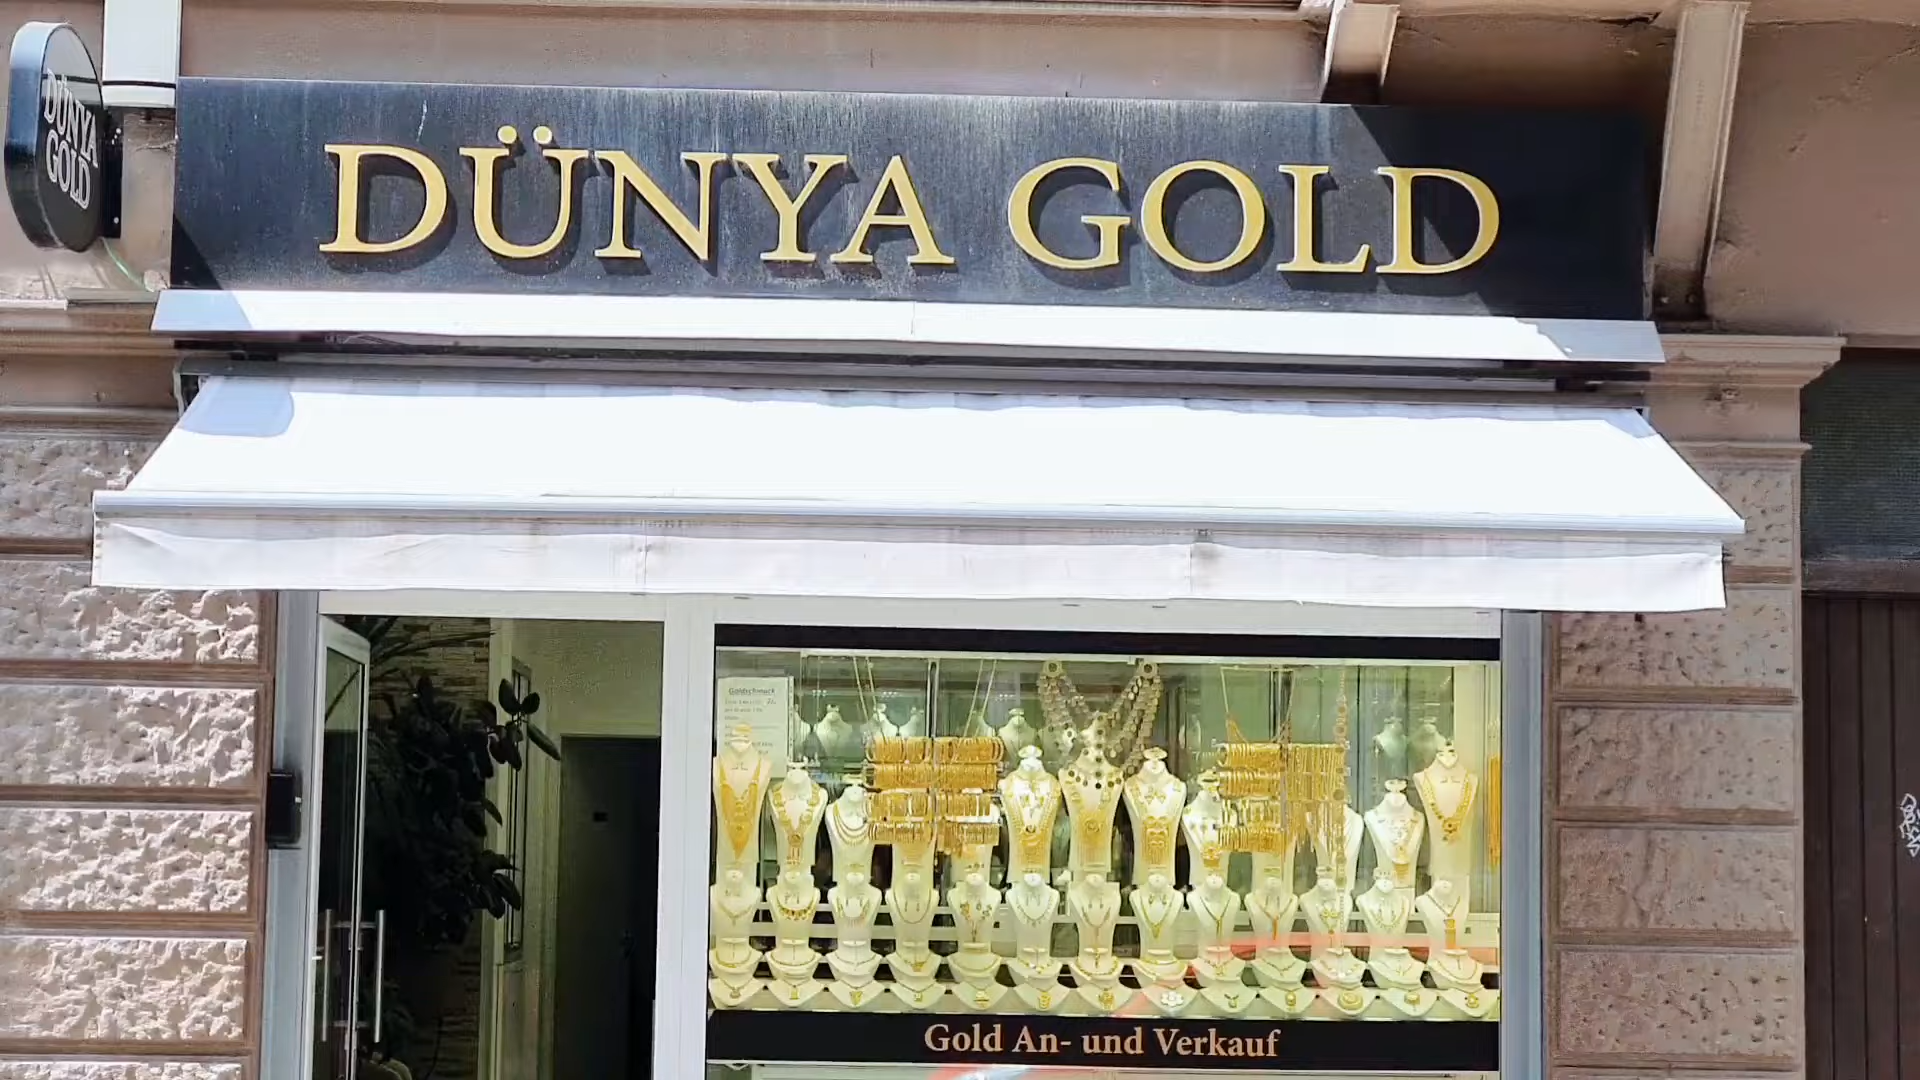 DÜNYA
GOLD
DÜNYA GOLD
Goldschmuck
Gold An- und Verkauf